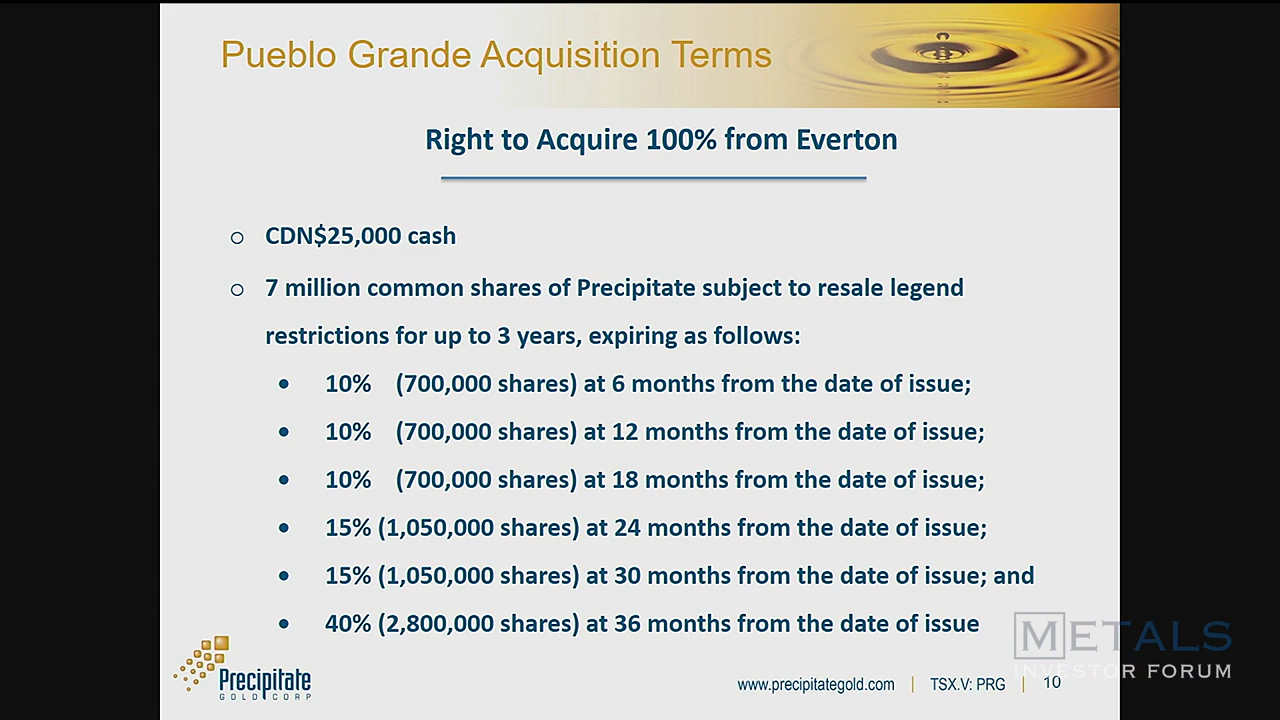 Pueblo Grande Acquisition Terms
Right to Acquire 100% from Everton
o CDN$25,000 cash
o 7 million common shares of Precipitate subject to resale legend
restrictions for up to 3 years, expiring as follows:
• 10% (700,000 shares) at 6 months from the date of issue;
• 10% (700,000 shares) at 12 months from the date of issue;
• 10% (700,000 shares) at 18 months from the date of issue;
• 15% (1,050,000 shares) at 24 months from the date of issue;
• 15% (1,050,000 shares) at 30 months from the date of issue; and
• 40% (2,800,000 shares) at 36 months from the date of issue
METALS
INVESTOR FORUM
Precipitate
GOLD CORP
www.precipitategold.com | TSX.V: PRG | 10